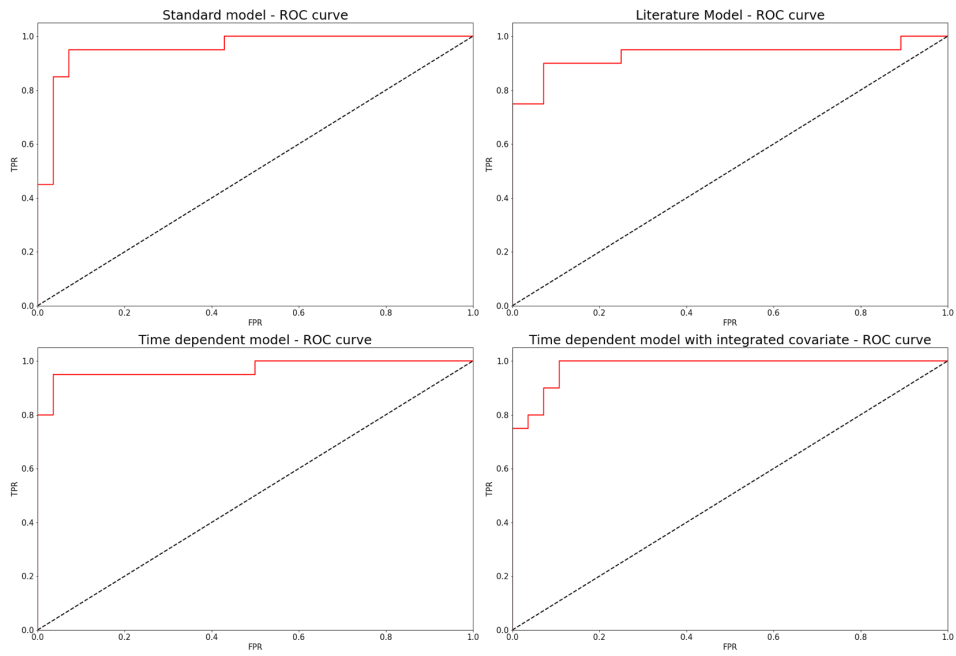 Standard model - ROC curve
1.0
0.8
0.6
0.4
0.2
0.0
TPR
0.0 0.2 0.4 0.6 0.8 1.0
FPR
Literature Model - ROC curve
1.0
0.8
0.6
0.4
0.2
0.0
TPR
0.0 0.2 0.4 0.6 0.8 1.0
FPR
Time dependent model - ROC curve
1.0
0.8
0.6
0.4
0.2
0.0
TPR
0.0 0.2 0.4 0.6 0.8 1.0
FPR
Time dependent model with integrated covariate - ROC curve
1.0
0.8
0.6
0.4
0.2
0.0
TPR
0.0 0.2 0.4 0.6 0.8 1.0
FPR